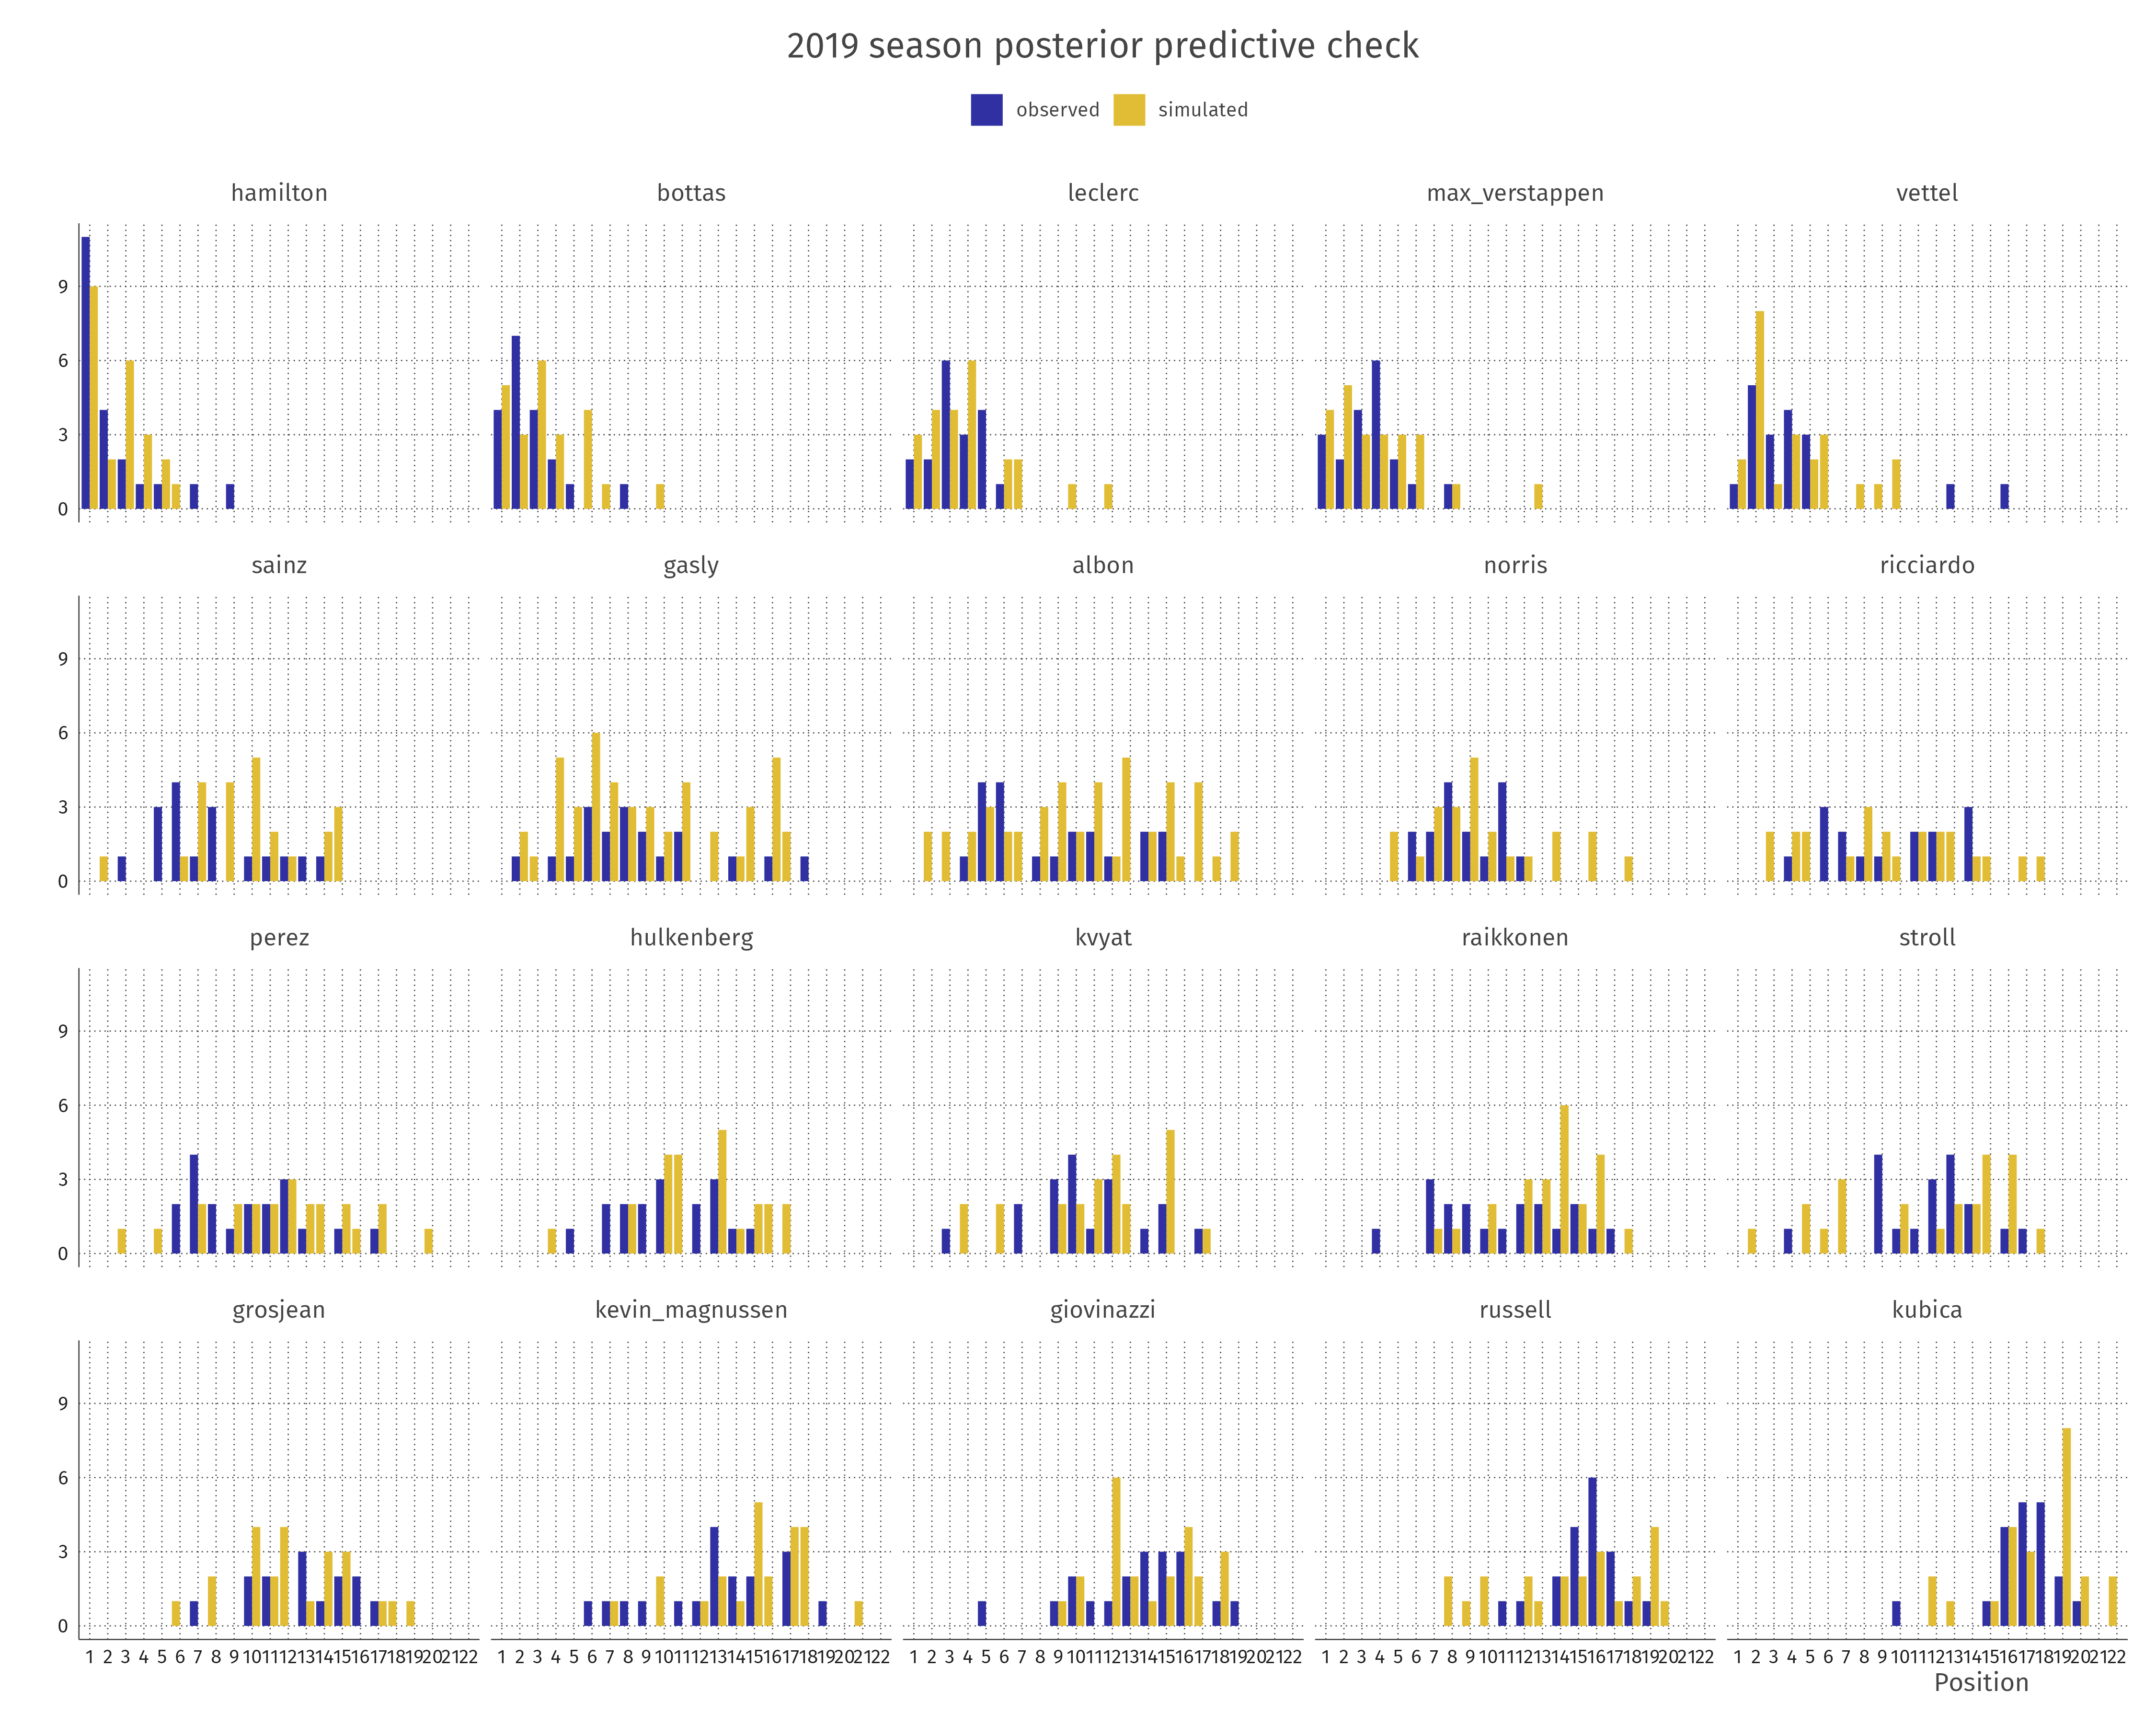 2019 season posterior predictive check
observed simulated
hamilton bottas leclerc max_verstappen vettel
9
6
3
0
sainz gasly albon norris ricciardo
9
6
3
0
perez hulkenberg kvyat raikkonen stroll
9
6
3
0
grosjean kevin_magnussen giovinazzi russell kubica
9
6
3
0
1 2 3 4 5 6 7 8 9 10 11 12 13 14 15 16 17 18 19 20 21 22 1 2 3 4 5 6 7 8 9 10 11 12 13 14 15 16 17 18 19 20 21 22 1 2 3 4 5 6 7 8 9 10 11 12 13 14 15 16 17 18 19 20 21 22 1 2 3 4 5 6 7 8 9 10 11 12 13 14 15 16 17 18 19 20 21 22 1 2 3 4 5 6 7 8 9 10 11 12 13 14 15 16 17 18 19 20 21 22
Position